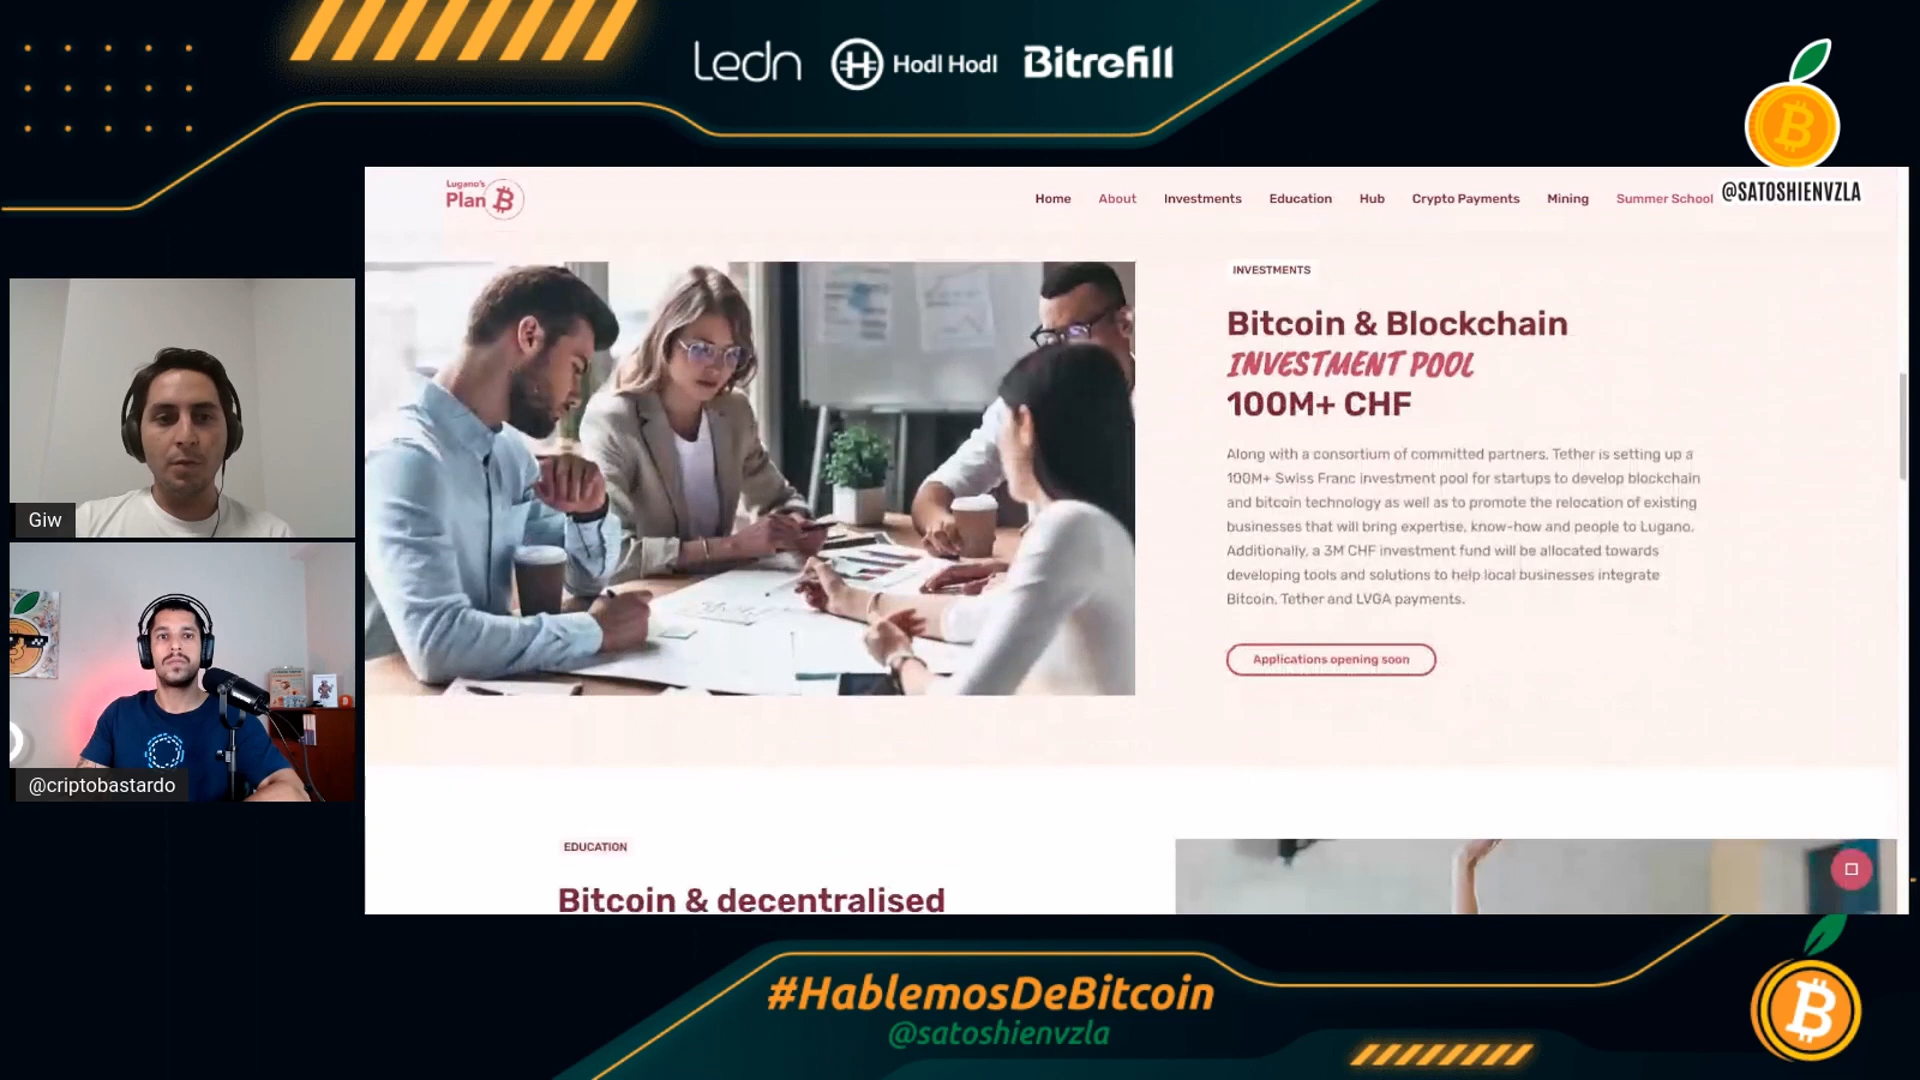 Ledn
Hodl Hodl
Bitrefill
@SATOSHIENVZLA
Lugano's
Plan
Home About Investments Education Hub Crypto Payments Mining Summer School
INVESTMENTS
Bitcoin & Blockchain
INVESTMENT POOL
100M+ CHF
Along with a consortium of committed partners, Tether is setting up a
100M+ Swiss Franc investment pool for startups to develop blockchain
and bitcoin technology as well as to promote the relocation of existing
businesses that will bring expertise, know-how and people to Lugano.
Additionally, a 3M CHF investment fund will be allocated towards
developing tools and solutions to help local businesses integrate
Bitcoin, Tether and LVGA payments.
Applications opening soon
EDUCATION
Bitcoin & decentralised
Giw
@criptobastardo
#HablemosDeBitcoin
@satoshienvzla